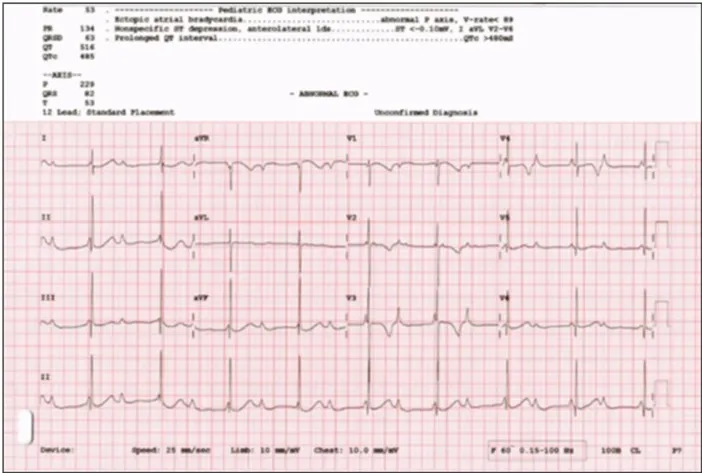 Rate 53 . -------------------- Pediatric ECG interpretation --------------------
. Ectopic atrial bradycardia..............................abnormal P axis, V-rate< 89
PR 134 . Nonspecific ST depression, anterolateral lds...............ST <-0.10mV, I aVL V2-V6
QRSD 63 . Prolonged QT interval...........................................QTc >480ms
QT 516
QTc 485
--AXIS--
P 229
QRS 82 - ABNORMAL ECG -
T 53
12 Lead; Standard Placement Unconfirmed Diagnosis
I aVR V1 V4
II aVL V2 V5
III aVF V3 V6
II
Device: Speed: 25 mm/sec Limb: 10 mm/mV Chest: 10.0 mm/mV F 60~ 0.15-100 Hz 100B CL P?